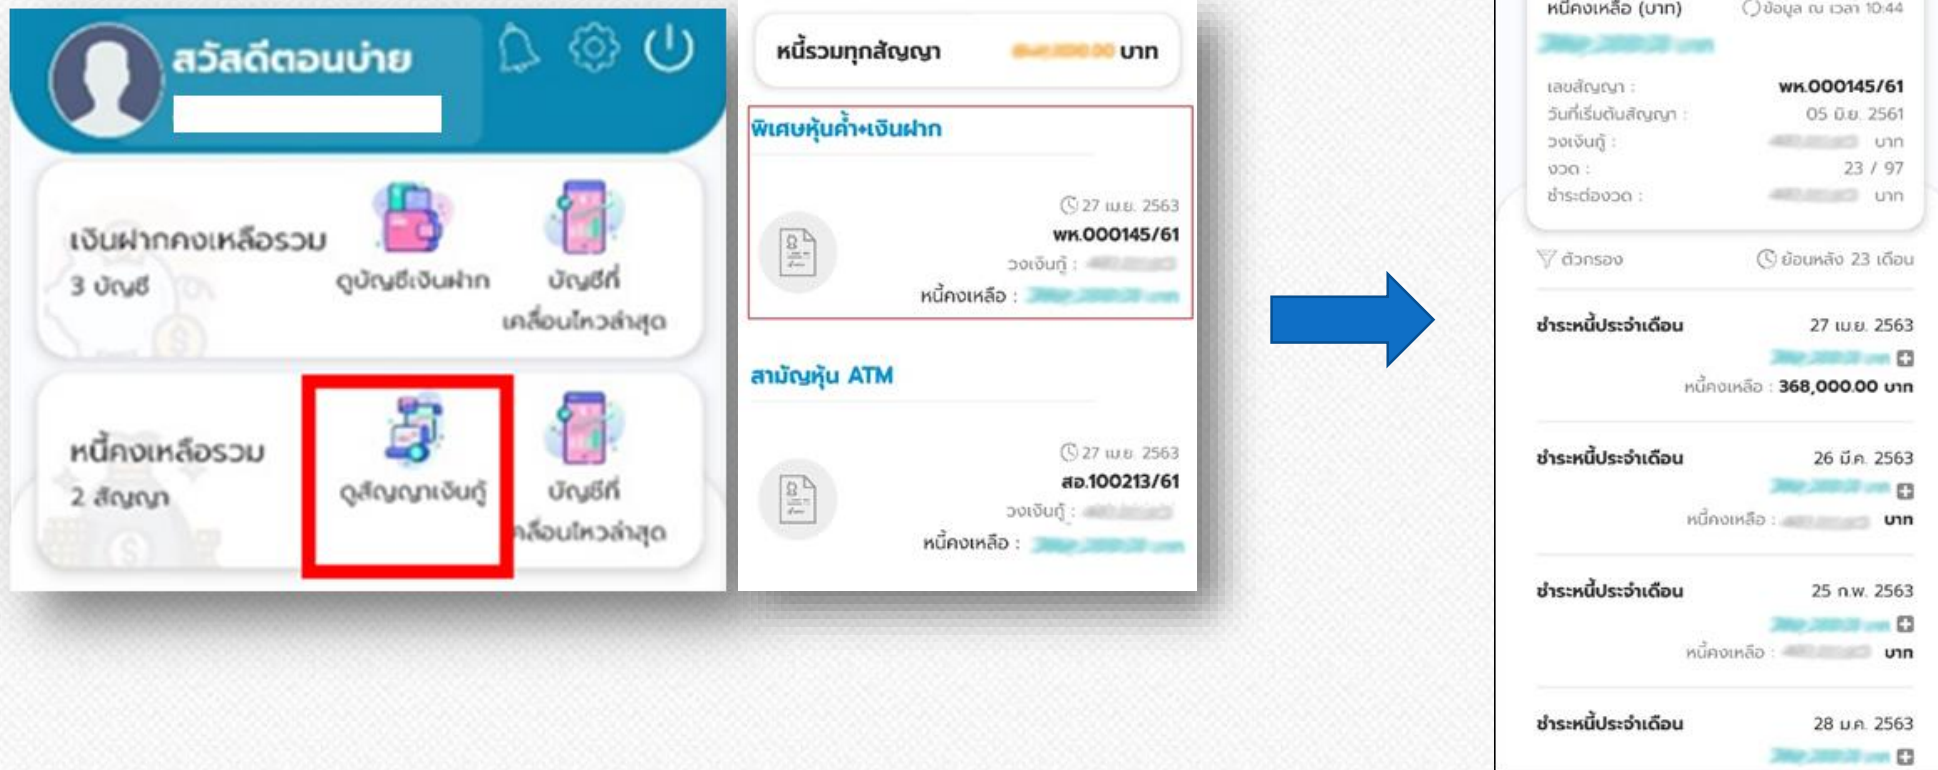 สวัสดีตอนบ่าย
เงินฝากคงเหลือรวม
3 บัญชี
ดูบัญชีเงินฝาก
บัญชีที่
เคลื่อนไหวล่าสุด
หนี้คงเหลือรวม
2 สัญญา
ดูสัญญาเงินกู้
บัญชีที่
คลื่อนไหวล่าสุด
หนี้รวมทุกสัญญา บาท
พิเศษหุ้นค้ำ+เงินฝาก
27 เม.ย. 2563
พห.000145/61
วงเงินกู้ :
หนี้คงเหลือ :
สามัญหุ้น ATM
27 เม.ย. 2563
สอ.100213/61
วงเงินกู้ :
หนี้คงเหลือ :
หนี้คงเหลือ (บาท) ข้อมูล ณ เวลา 10:44
เลขสัญญา : พห.000145/61
วันที่เริ่มต้นสัญญา : 05 มิ.ย. 2561
วงเงินกู้ : บาท
งวด : 23 / 97
ชำระต่องวด : บาท
ตัวกรอง ย้อนหลัง 23 เดือน
ชำระหนี้ประจำเดือน 27 เม.ย. 2563
หนี้คงเหลือ : 368,000.00 บาท
ชำระหนี้ประจำเดือน 26 มี.ค. 2563
หนี้คงเหลือ : บาท
ชำระหนี้ประจำเดือน 25 ก.พ. 2563
หนี้คงเหลือ : บาท
ชำระหนี้ประจำเดือน 28 ม.ค. 2563